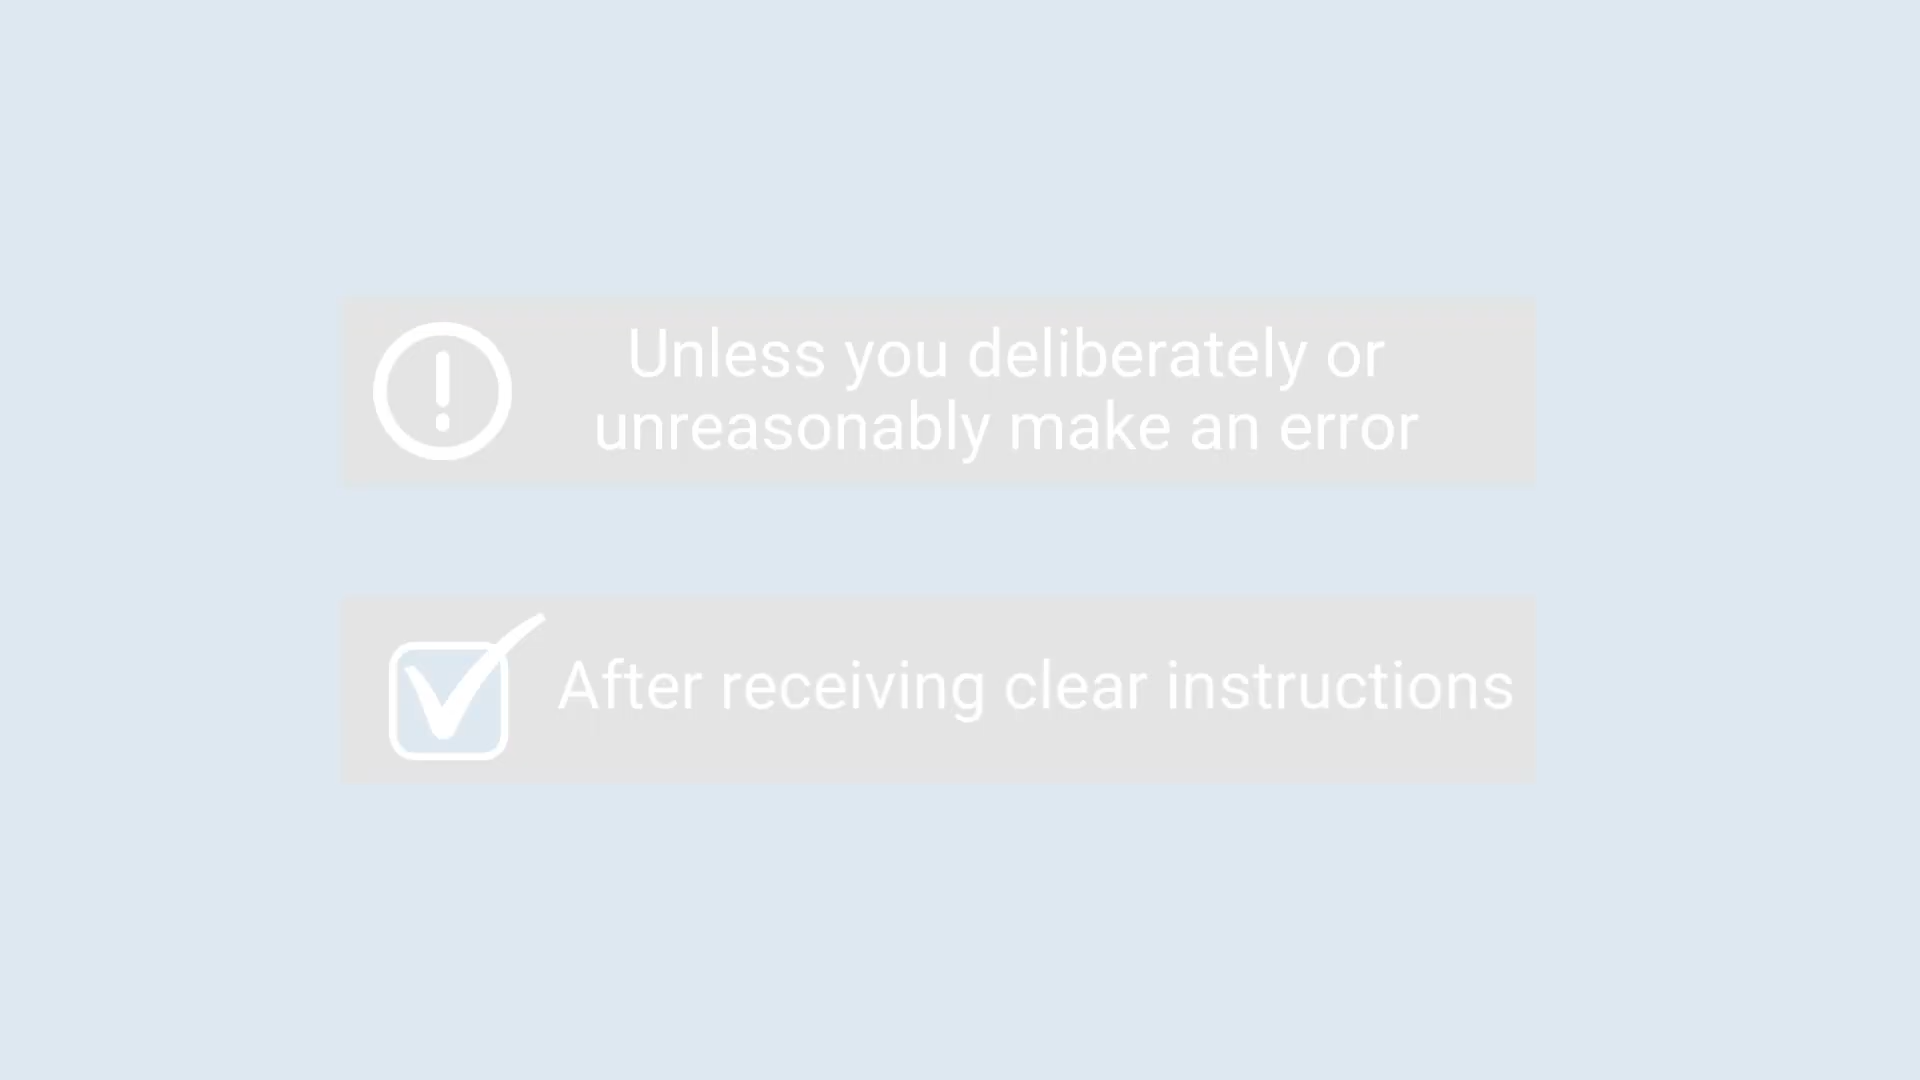 Unless you deliberately or
unreasonably make an error
After receiving clear instructions